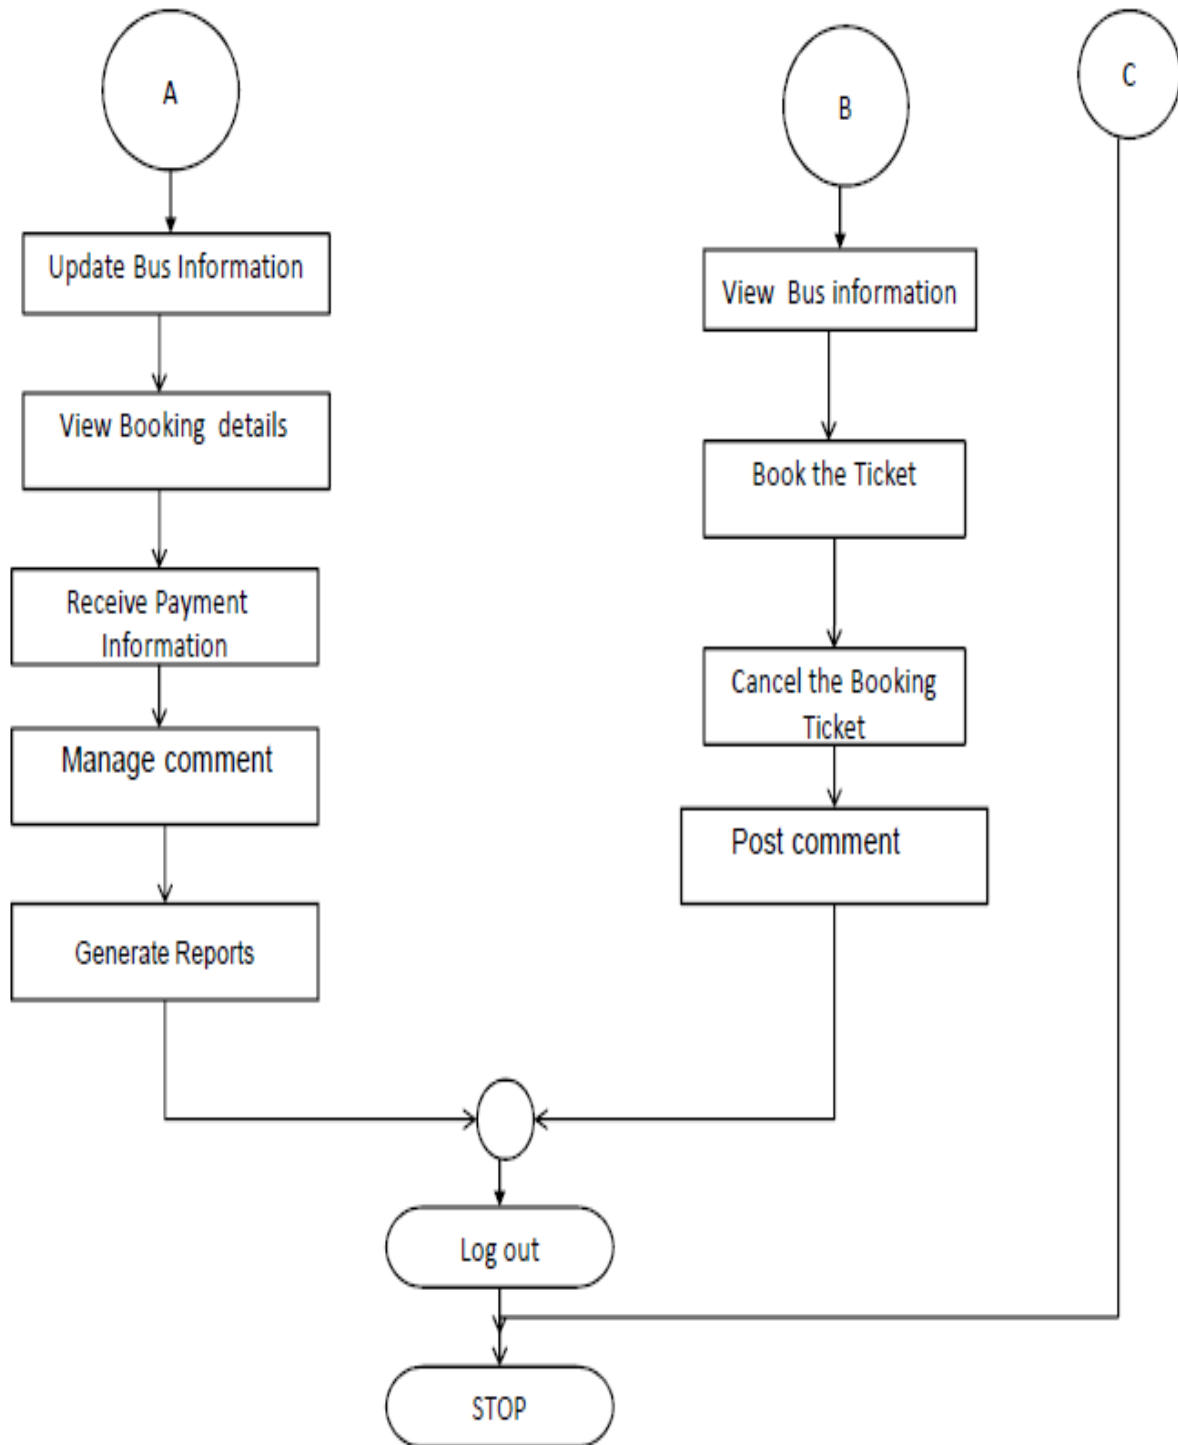 A
B
C
Update Bus Information
View Bus information
View Booking details
Book the Ticket
Receive Payment
Information
Cancel the Booking
Ticket
Manage comment
Post comment
Generate Reports
Log out
STOP